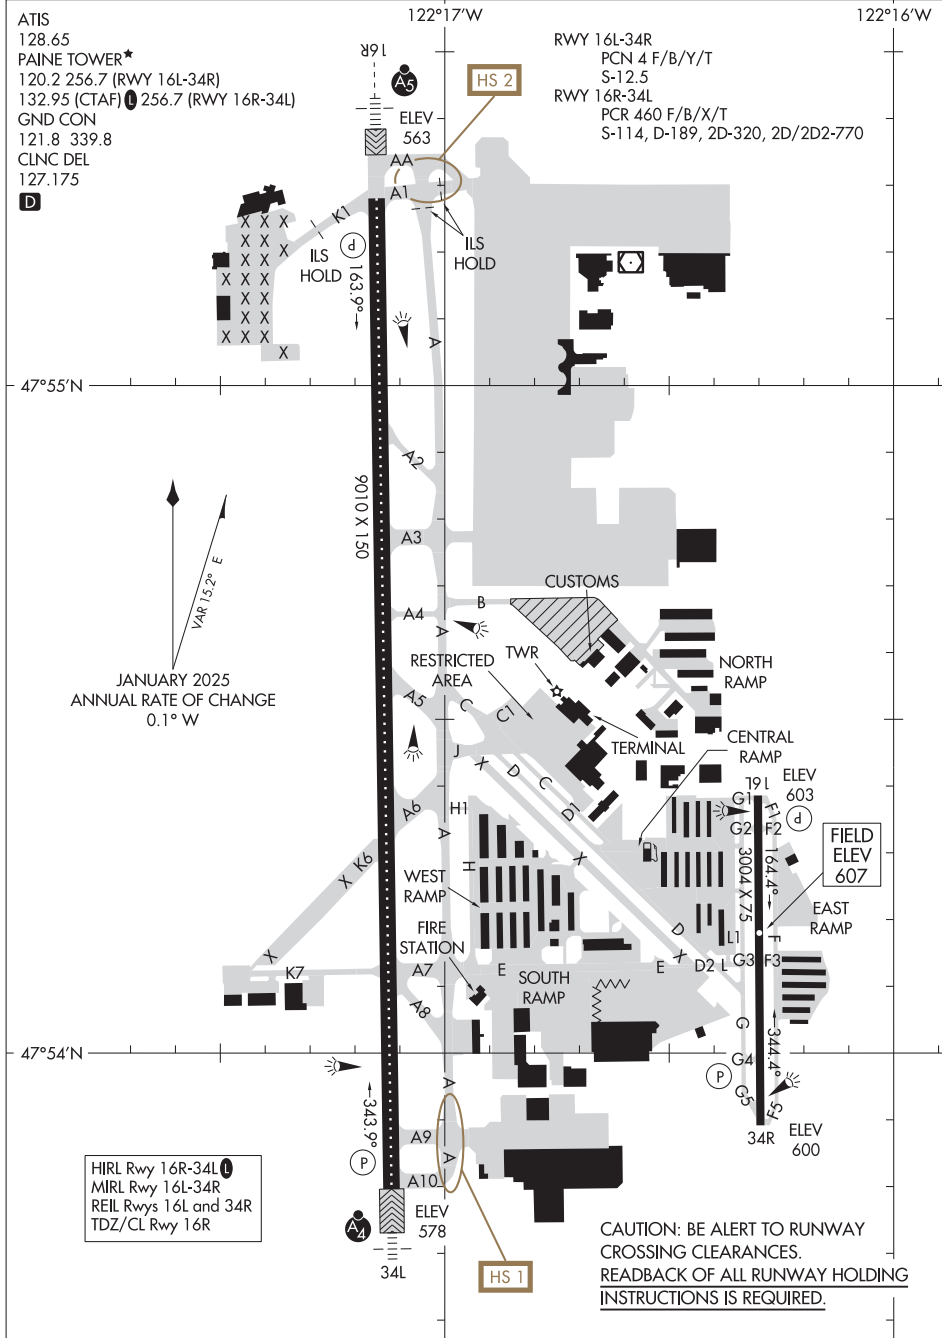 122°17'W
122°16'W
ATIS
128.65
PAINE TOWER★
120.2 256.7 (RWY 16L-34R)
132.95 (CTAF) L 256.7 (RWY 16R-34L)
GND CON
121.8 339.8
CLNC DEL
127.175
D
RWY 16L-34R
PCN 4 F/B/Y/T
S-12.5
RWY 16R-34L
PCR 460 F/B/X/T
S-114, D-189, 2D-320, 2D/2D2-770
16R
A5
HS 2
ELEV
563
AA
A1
K1
ILS
HOLD
ILS
HOLD
P
163.9°
X X X
X X X X
X X X X
X X X
X X X
X X X
X X X
X
A
47°55'N
A2
9010 X 150
A3
VAR 15.2° E
JANUARY 2025
ANNUAL RATE OF CHANGE
0.1° W
CUSTOMS
B
A4
A
RESTRICTED
AREA
TWR
NORTH
RAMP
A5
C
C1
TERMINAL
CENTRAL
RAMP
J
X
D
C
D1
16L
ELEV
603
G1
F1
P
A6
H1
A
G2
F2
FIELD
ELEV
607
X
K6
X
H
WEST
RAMP
3004 X 75
164.4°
EAST
RAMP
FIRE
STATION
D
X
L1
F
X
K7
A7
E
E
D2
L
G3
F3
SOUTH
RAMP
A8
G
344.4°
47°54'N
G4
P
G5
F5
A
343.9°
34R
ELEV
600
A9
A
P
A10
HIRL Rwy 16R-34L L
MIRL Rwy 16L-34R
REIL Rwys 16L and 34R
TDZ/CL Rwy 16R
A4
ELEV
578
34L
HS 1
CAUTION: BE ALERT TO RUNWAY
CROSSING CLEARANCES.
READBACK OF ALL RUNWAY HOLDING
INSTRUCTIONS IS REQUIRED.